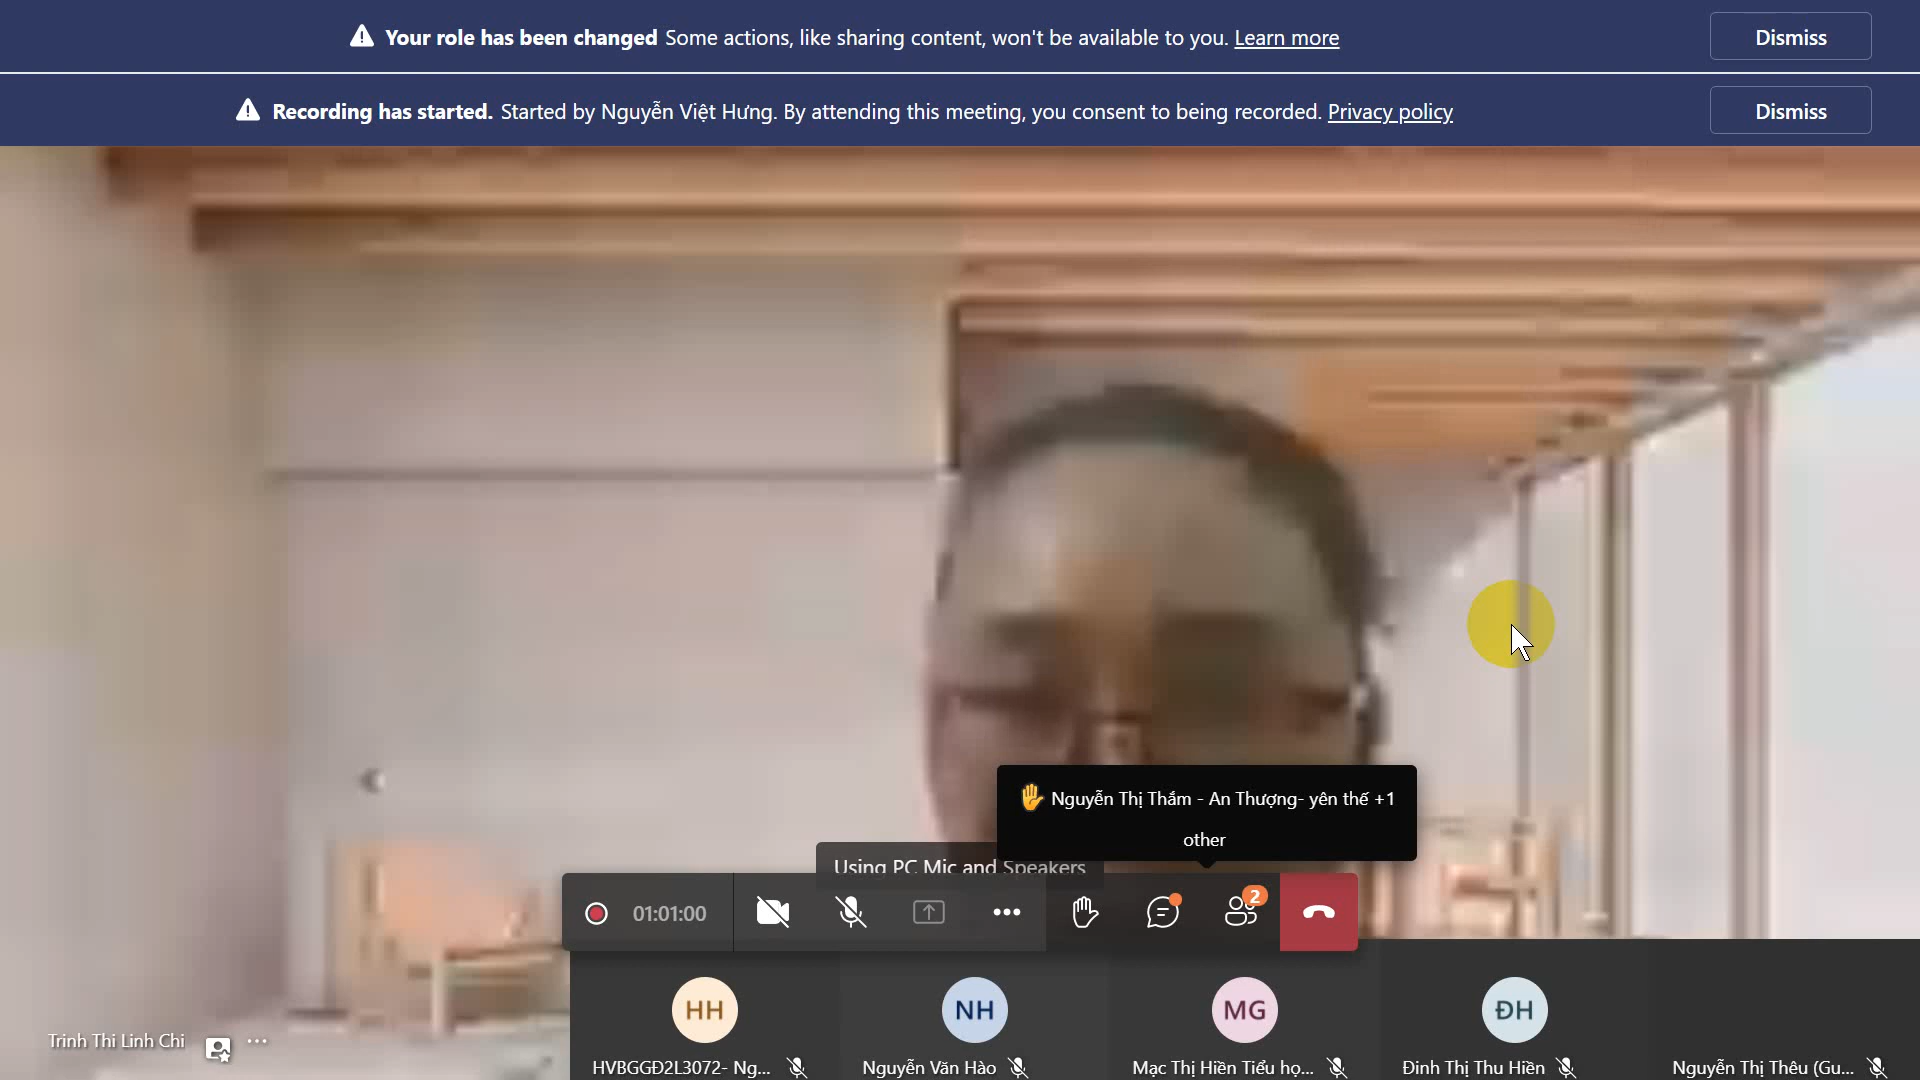 Your role has been changed Some actions, like sharing content, won't be available to you. Learn more
Dismiss
Recording has started. Started by Nguyễn Việt Hưng. By attending this meeting, you consent to being recorded. Privacy policy
Dismiss
Nguyễn Thị Thắm - An Thượng- yên thế +1
other
Using PC Mic and Speakers
01:01:00
2
HH
NH
MG
ĐH
Trinh Thi Linh Chi
HVBGGĐ2L3072- Ng...
Nguyễn Văn Hào
Mạc Thị Hiền Tiểu họ...
Đinh Thị Thu Hiền
Nguyễn Thị Thêu (Gu...